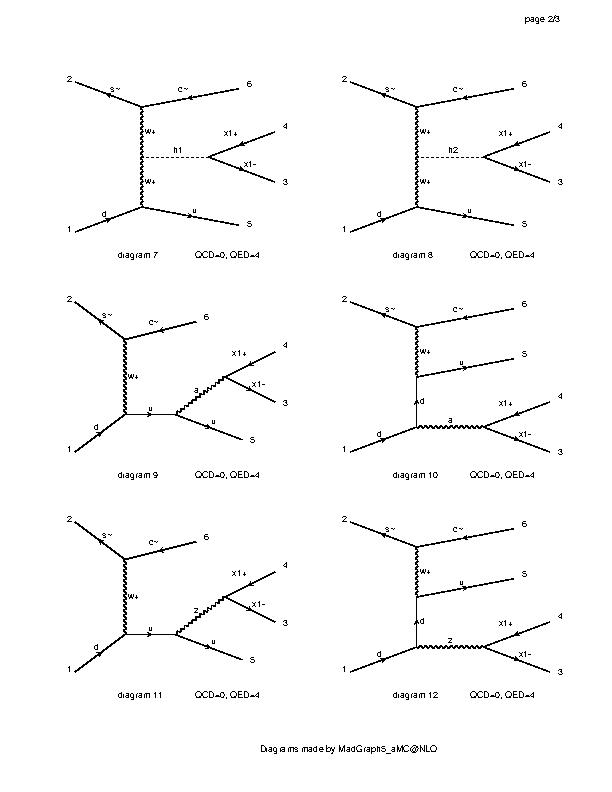 page 2/3
2 s~ c~ 6
w+ x1+ 4
h1
w+ x1- 3
1 d u 5
diagram 7 QCD=0, QED=4
2 s~ c~ 6
w+ x1+ 4
h2
w+ x1- 3
1 d u 5
diagram 8 QCD=0, QED=4
2 s~ c~ 6
x1+ 4
w+ a x1- 3
1 d u u 5
diagram 9 QCD=0, QED=4
2 s~ c~ 6
w+ u 5
d x1+ 4
1 d a x1- 3
diagram 10 QCD=0, QED=4
2 s~ c~ 6
x1+ 4
w+ z x1- 3
1 d u u 5
diagram 11 QCD=0, QED=4
2 s~ c~ 6
w+ u 5
d x1+ 4
1 d z x1- 3
diagram 12 QCD=0, QED=4
Diagrams made by MadGraph5_aMC@NLO